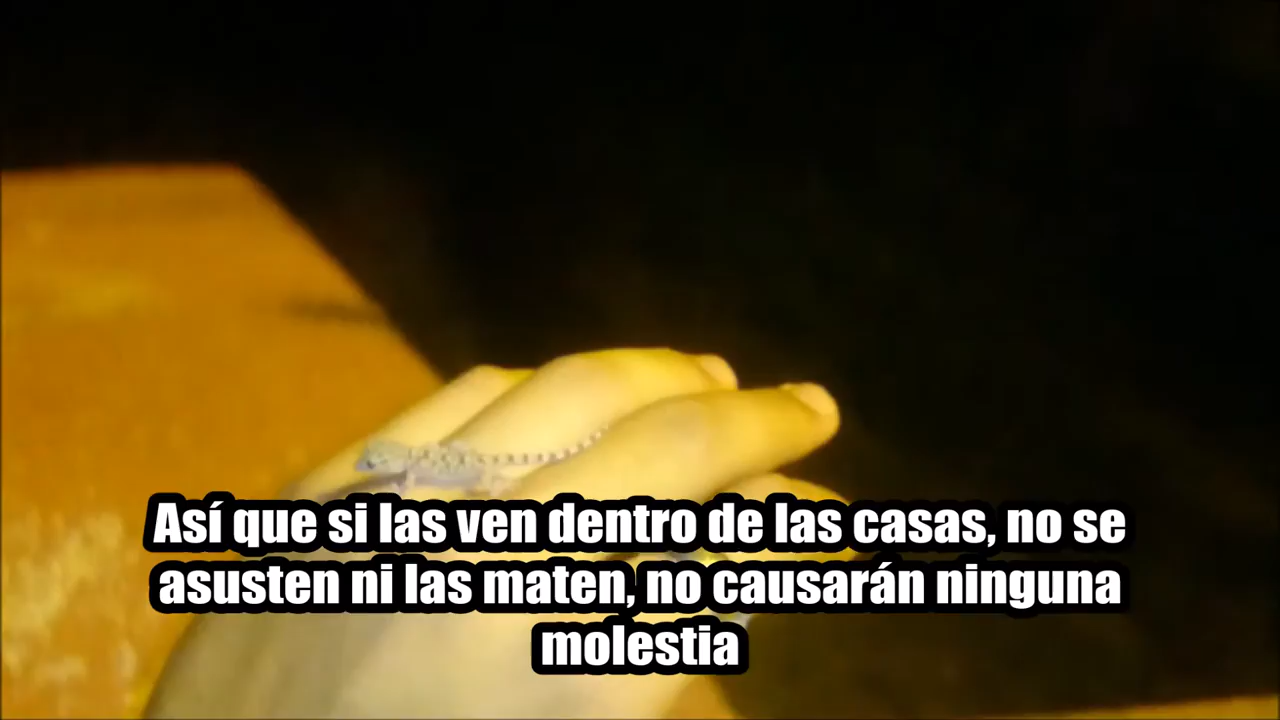 Así que si las ven dentro de las casas, no se
asusten ni las maten, no causarán ninguna
molestia